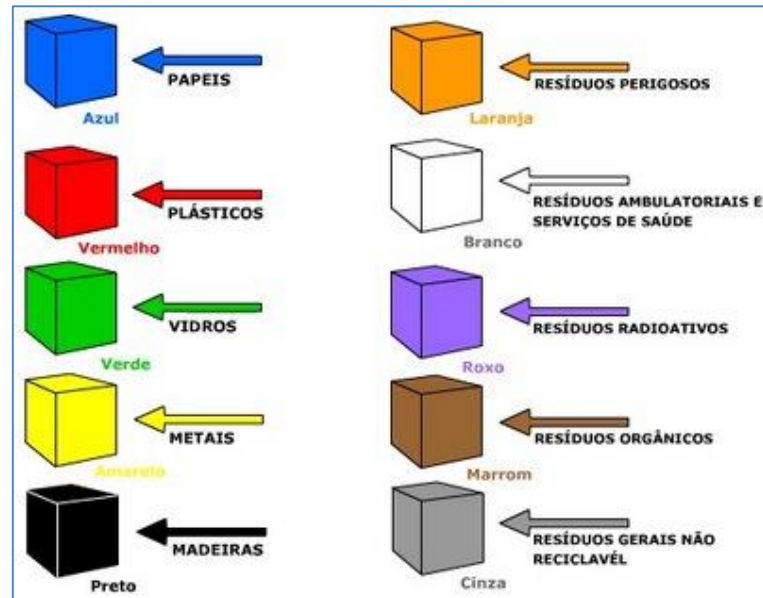 PAPEIS
Azul
PLÁSTICOS
Vermelho
VIDROS
Verde
METAIS
Amarelo
MADEIRAS
Preto
RESÍDUOS PERIGOSOS
Laranja
RESÍDUOS AMBULATORIAIS E
SERVIÇOS DE SAÚDE
Branco
RESÍDUOS RADIOATIVOS
Roxo
RESÍDUOS ORGÂNICOS
Marrom
RESÍDUOS GERAIS NÃO
RECICLAVÉL
Cinza